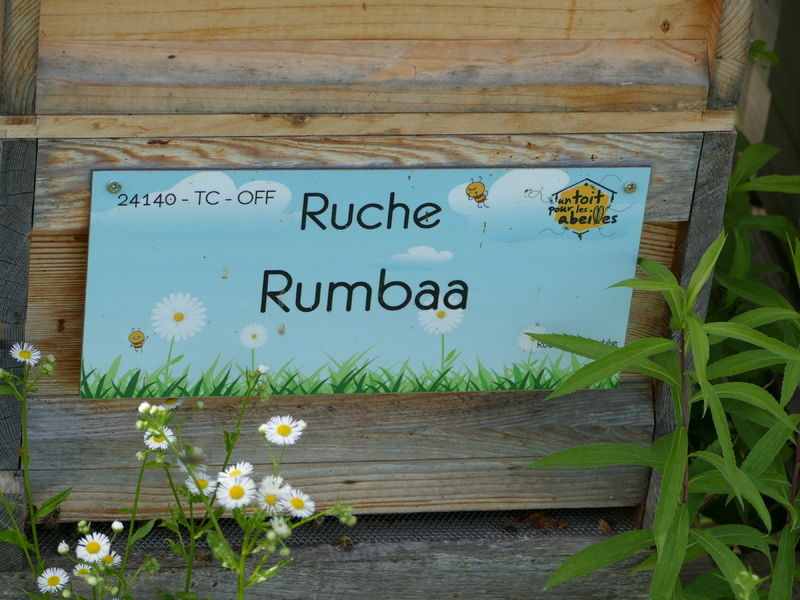 24140 - TC - OFF
Ruche
Rumbaa
un toit
pour les
abeilles